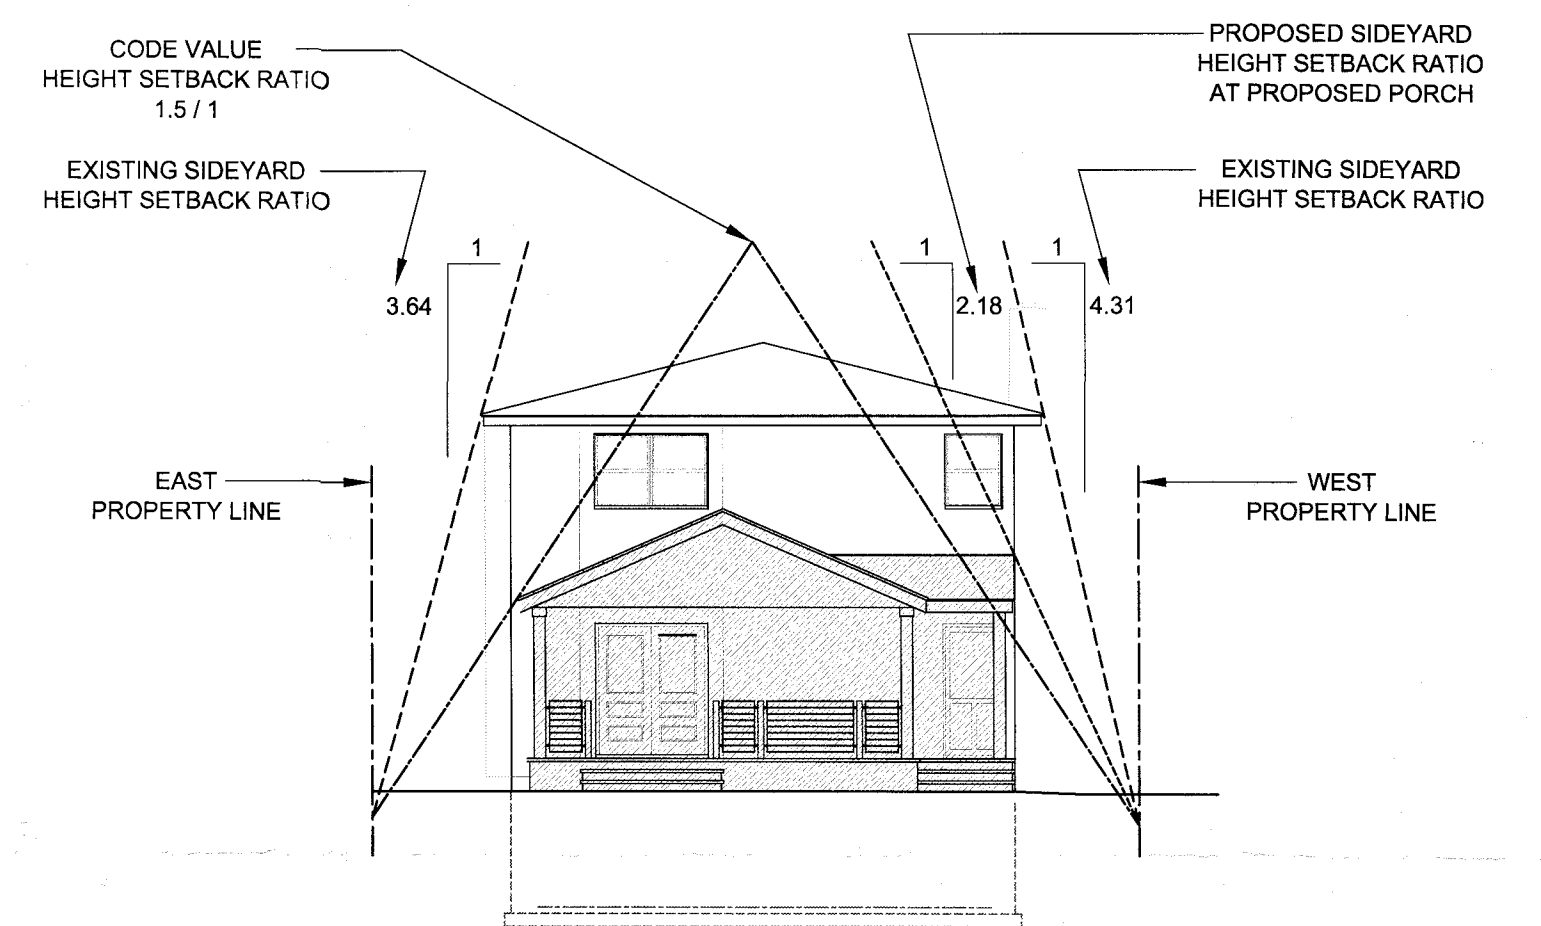 CODE VALUE
HEIGHT SETBACK RATIO
1.5 / 1
PROPOSED SIDEYARD
HEIGHT SETBACK RATIO
AT PROPOSED PORCH
EXISTING SIDEYARD
HEIGHT SETBACK RATIO
EXISTING SIDEYARD
HEIGHT SETBACK RATIO
1
3.64
1
2.18
1
4.31
EAST
PROPERTY LINE
WEST
PROPERTY LINE